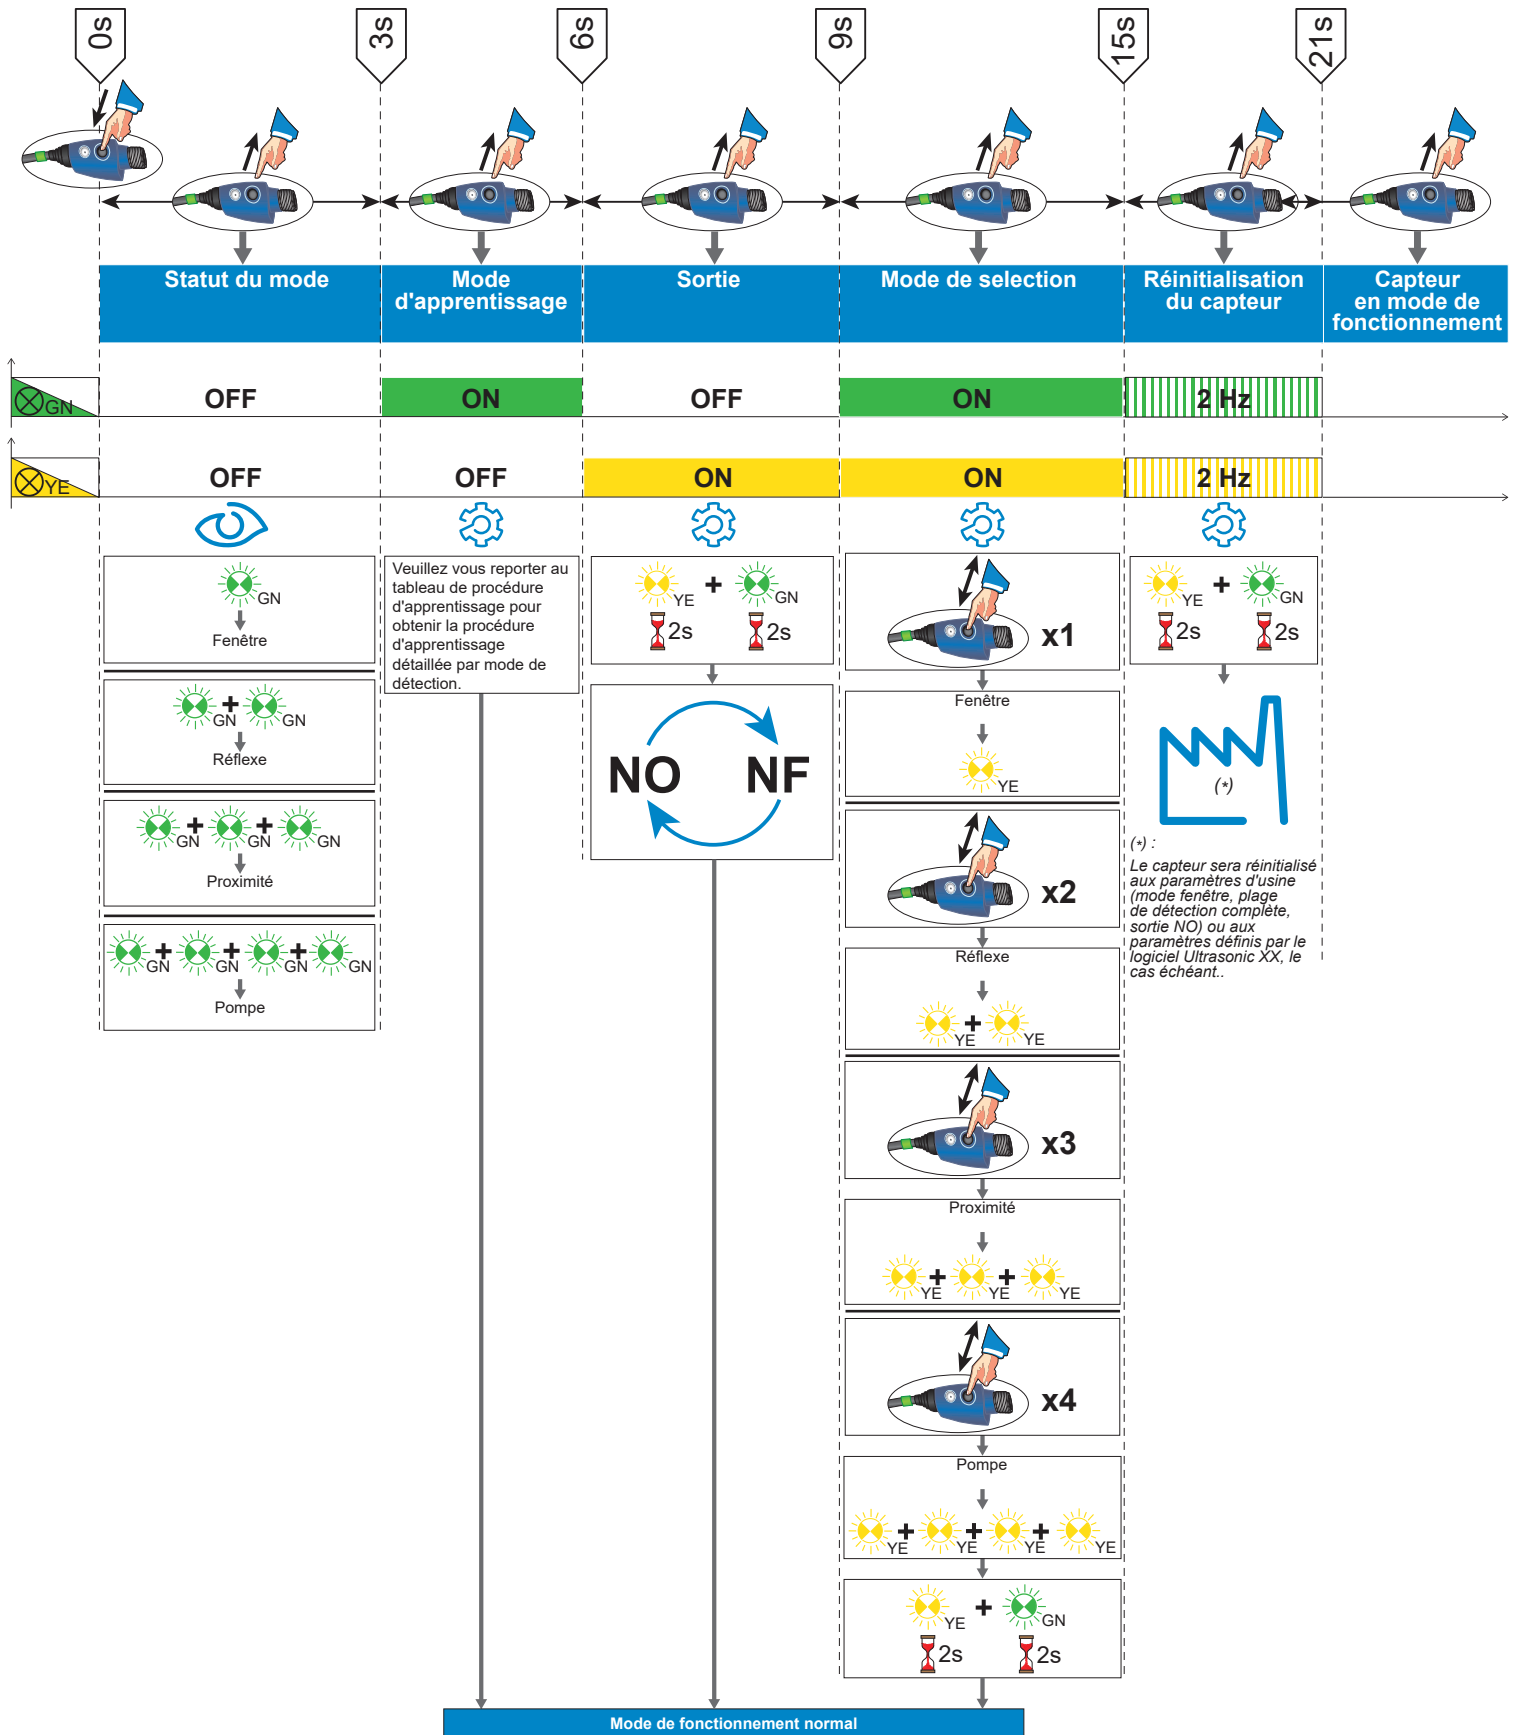 0s
3s
6s
9s
15s
21s
Statut du mode
Mode
d'apprentissage
Sortie
Mode de selection
Réinitialisation
du capteur
Capteur
en mode de
fonctionnement
GN
OFF
ON
OFF
ON
2 Hz
YE
OFF
OFF
ON
ON
2 Hz
GN
Fenêtre
GN + GN
Réflexe
GN + GN + GN
Proximité
GN + GN + GN + GN
Pompe
Veuillez vous reporter au
tableau de procédure
d'apprentissage pour
obtenir la procédure
d'apprentissage
détaillée par mode de
détection.
YE + GN
2s 2s
NO NF
x1
Fenêtre
YE
x2
Réflexe
YE + YE
x3
Proximité
YE + YE + YE
x4
Pompe
YE + YE + YE + YE
YE + GN
2s 2s
YE + GN
2s 2s
(*)
(*) :
Le capteur sera réinitialisé
aux paramètres d'usine
(mode fenêtre, plage
de détection complète,
sortie NO) ou aux
paramètres définis par le
logiciel Ultrasonic XX, le
cas échéant..
Mode de fonctionnement normal